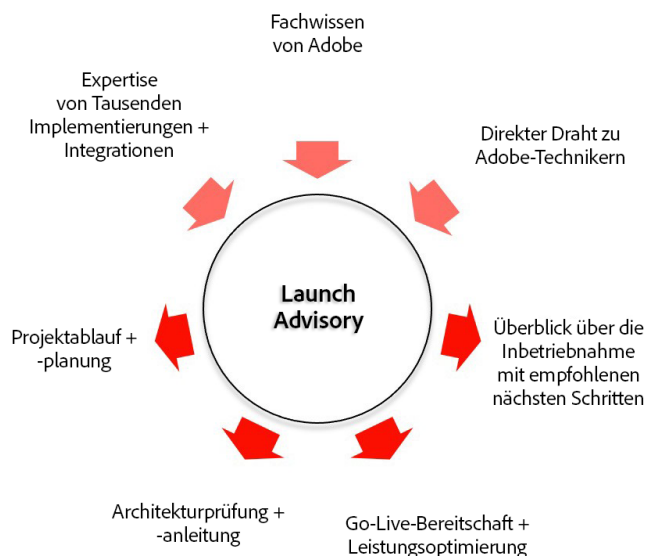 Fachwissen
von Adobe
Expertise
von Tausenden
Implementierungen +
Integrationen
Direkter Draht zu
Adobe-Technikern
Launch
Advisory
Projektablauf +
-planung
Überblick über die
Inbetriebnahme
mit empfohlenen
nächsten Schritten
Architekturprüfung +
-anleitung
Go-Live-Bereitschaft +
Leistungsoptimierung